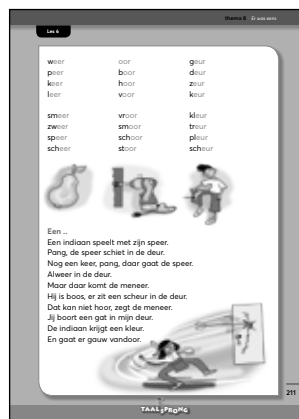 thema 8 Er was eens
Les 6
weer oor geur
peer boor deur
keer hoor zeur
leer voor keur
smeer vroor kleur
zweer smoor treur
speer schoor pleur
scheer stoor scheur
Een ..
Een indiaan speelt met zijn speer.
Pang, de speer schiet in de deur.
Nog een keer, pang, daar gaat de speer.
Alweer in de deur.
Maar daar komt de meneer.
Hij is boos, er zit een scheur in de deur.
Dat kan niet hoor, zegt de meneer.
Jij boort een gat in mijn deur.
De indiaan krijgt een kleur.
En gaat er gauw vandoor.
211
TAALSPRONG